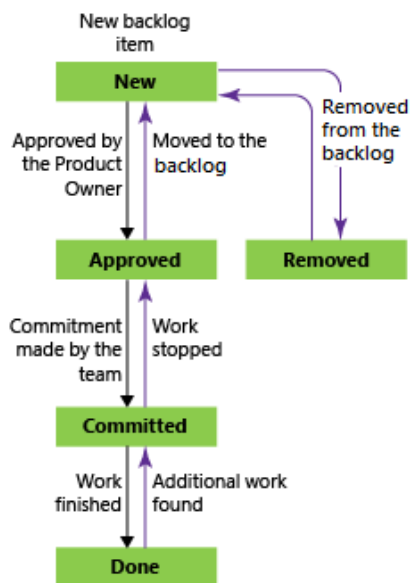 New backlog
item
New
Removed
from the
backlog
Approved by
the Product
Owner
Moved to the
backlog
Approved
Removed
Commitment
made by the
team
Work
stopped
Committed
Work
finished
Additional work
found
Done